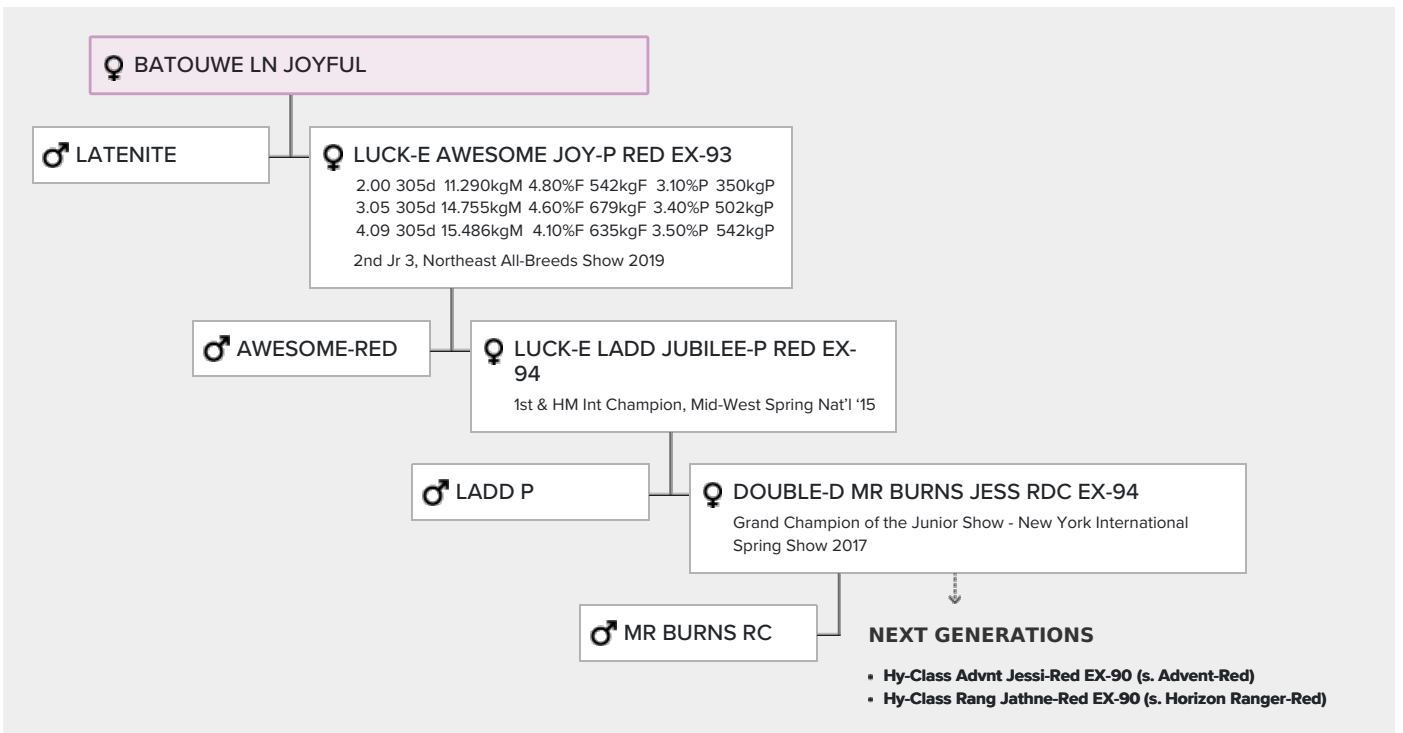 BATOUWE LN JOYFUL
LATENITE
LUCK-E AWESOME JOY-P RED EX-93
2.00 305d 11.290kgM 4.80%F 542kgF 3.10%P 350kgP
3.05 305d 14.755kgM 4.60%F 679kgF 3.40%P 502kgP
4.09 305d 15.486kgM 4.10%F 635kgF 3.50%P 542kgP
2nd Jr 3, Northeast All-Breeds Show 2019
AWESOME-RED
LUCK-E LADD JUBILEE-P RED EX-
94
1st & HM Int Champion, Mid-West Spring Nat’l ‘15
LADD P
DOUBLE-D MR BURNS JESS RDC EX-94
Grand Champion of the Junior Show - New York International
Spring Show 2017
MR BURNS RC
NEXT GENERATIONS
• Hy-Class Advnt Jessi-Red EX-90 (s. Advent-Red)
• Hy-Class Rang Jathne-Red EX-90 (s. Horizon Ranger-Red)